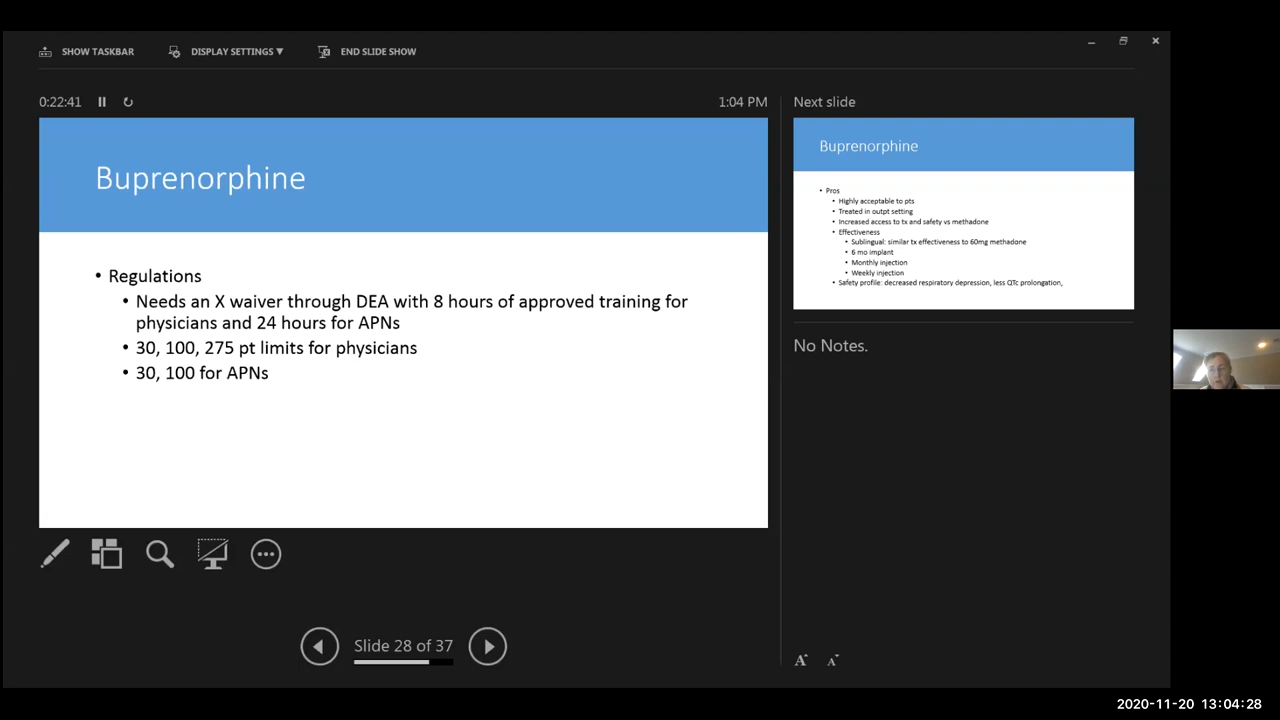 SHOW TASKBAR DISPLAY SETTINGS ▼ END SLIDE SHOW
0:22:41 1:04 PM
Buprenorphine
• Regulations
• Needs an X waiver through DEA with 8 hours of approved training for
physicians and 24 hours for APNs
• 30, 100, 275 pt limits for physicians
• 30, 100 for APNs
Slide 28 of 37
Next slide
Buprenorphine
• Pros
• Highly acceptable to pts
• Treated in outpt setting
• Increased access to tx and safety vs methadone
• Effectiveness
• Sublingual: similar tx effectiveness to 60mg methadone
• 6 mo implant
• Monthly injection
• Weekly injection
• Safety profile: decreased respiratory depression, less QTc prolongation,
No Notes.
A A
2020-11-20 13:04:28